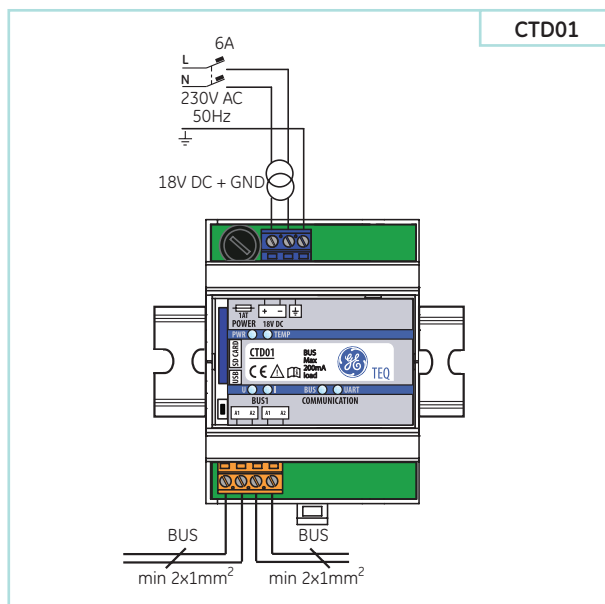 CTD01
6A
L
N
230V AC
50Hz
18V DC + GND
1AT
+ -
POWER 18V DC
PWR TEMP
SD CARD
USB
CTD01
CE
BUS
Max
200mA
load
GE
TEQ
U I BUS UART
BUS1 COMMUNICATION
A1 A2 A1 A2
BUS BUS
min 2x1mm² min 2x1mm²